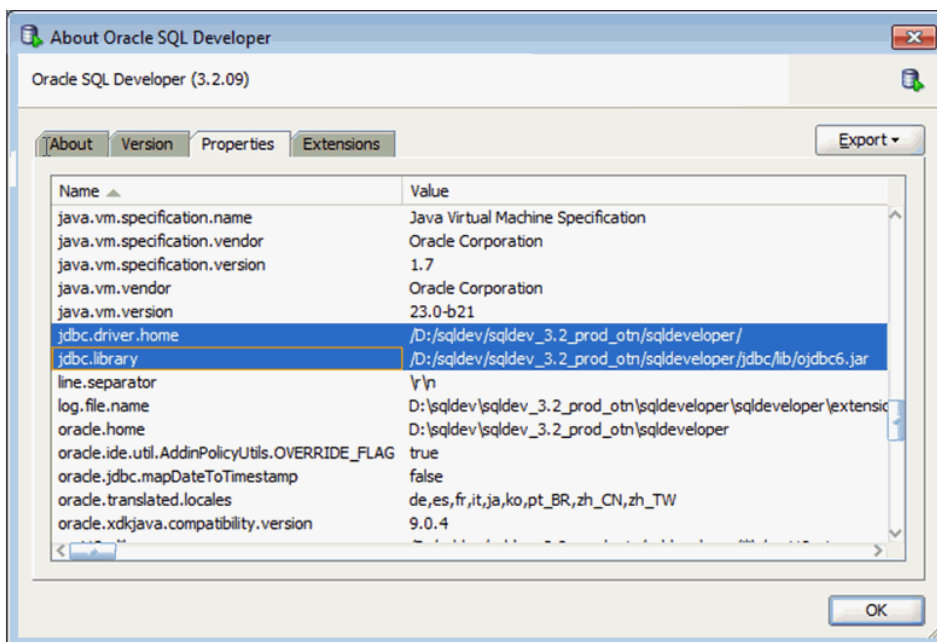 About Oracle SQL Developer
Oracle SQL Developer (3.2.09)
About Version Properties Extensions Export
Name Value
java.vm.specification.name Java Virtual Machine Specification
java.vm.specification.vendor Oracle Corporation
java.vm.specification.version 1.7
java.vm.vendor Oracle Corporation
java.vm.version 23.0-b21
jdbc.driver.home /D:/sqldev/sqldev_3.2_prod_otn/sqldeveloper/
jdbc.library /D:/sqldev/sqldev_3.2_prod_otn/sqldeveloper/jdbc/lib/ojdbc6.jar
line.separator \r\n
log.file.name D:\sqldev\sqldev_3.2_prod_otn\sqldeveloper\sqldeveloper\extensio
oracle.home D:\sqldev\sqldev_3.2_prod_otn\sqldeveloper
oracle.ide.util.AddinPolicyUtils.OVERRIDE_FLAG true
oracle.jdbc.mapDateToTimestamp false
oracle.translated.locales de,es,fr,it,ja,ko,pt_BR,zh_CN,zh_TW
oracle.xdkjava.compatibility.version 9.0.4
OK